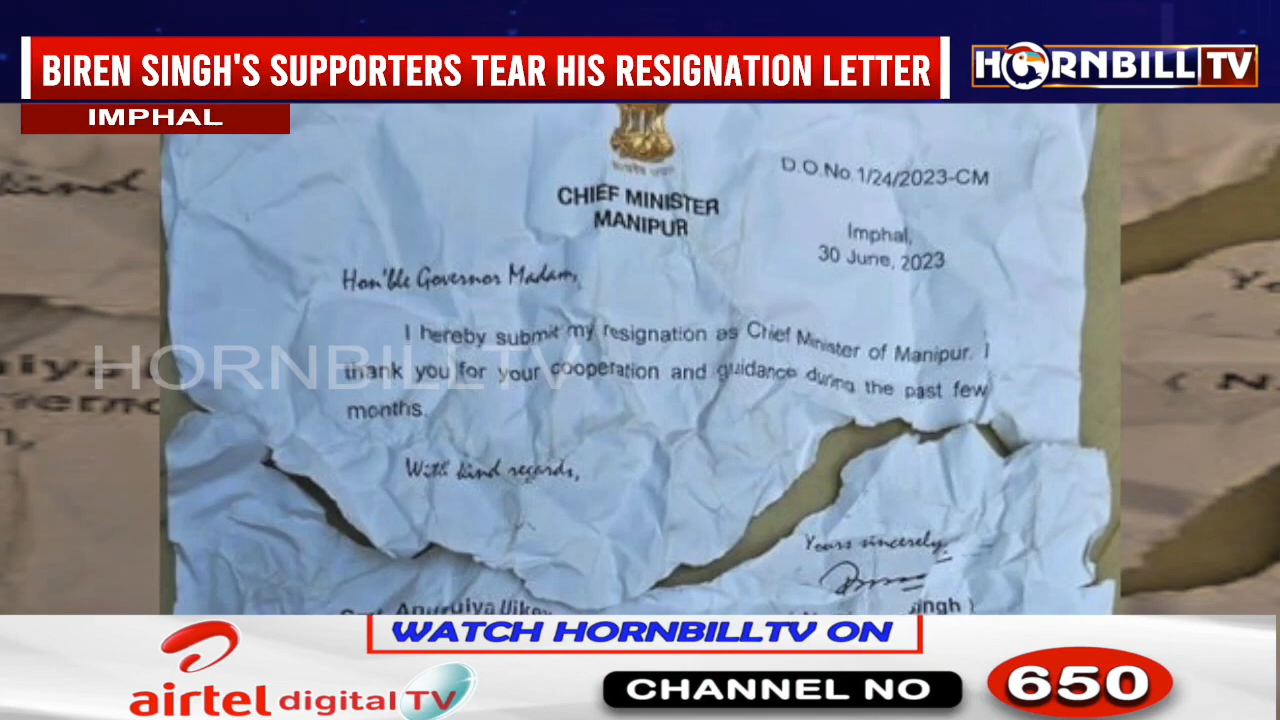 BIREN SINGH'S SUPPORTERS TEAR HIS RESIGNATION LETTER
HORNBILL TV
IMPHAL
D.O.No.1/24/2023-CM
CHIEF MINISTER
MANIPUR
Imphal,
30 June, 2023
Hon'ble Governor Madam,
I hereby submit my resignation as Chief Minister of Manipur. I
thank you for your cooperation and guidance during the past few
months.
HORNBILL TV
With kind regards,
Yours sincerely,
WATCH HORNBILLTV ON
airtel digital TV
CHANNEL NO
650